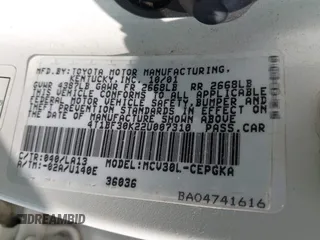 MFD.BY: TOYOTA MOTOR MANUFACTURING,
KENTUCKY, INC. 10/01
GVWR 4281LB GAWR FR 2668LB RR 2668LB
THIS VEHICLE CONFORMS TO ALL APPLICABLE
FEDERAL MOTOR VEHICLE SAFETY, BUMPER, AND
THEFT PREVENTION STANDARDS IN EFFECT ON
THE DATE OF MANUFACTURE SHOWN ABOVE.
4T1BF30K22U007310 PASS.CAR
C/TR:040/LA13 MODEL:MCV30L-CEPGKA
A/TM:-02A/U140E
36036
BA04741616